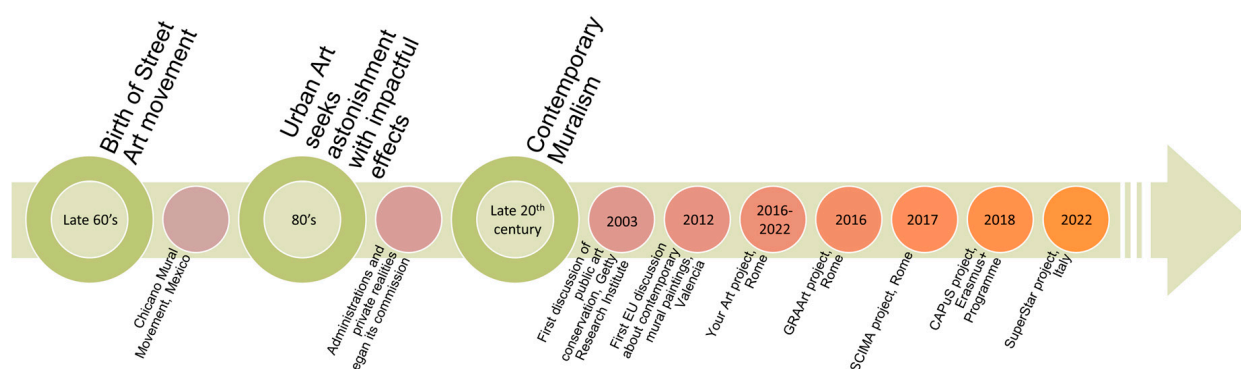 Birth of Street
Art movement
Late 60's
Chicano Mural
Movement, Mexico
Urban Art
seeks
astonishment
with impactful
effects
80's
Administrations and
private realities
egan its commission
Contemporary
Muralism
Late 20th
century
2003
First discussion of
public art
conservation, Getty
Research Institute
2012
First EU discussion
about contemporary
mural paintings,
Valencia
2016-
2022
Your Art project,
Rome
2016
GRAArt project,
Rome
2017
SCIMA project, Rome
2018
CAPuS project,
Erasmus+
Programme
2022
SuperStar project,
Italy